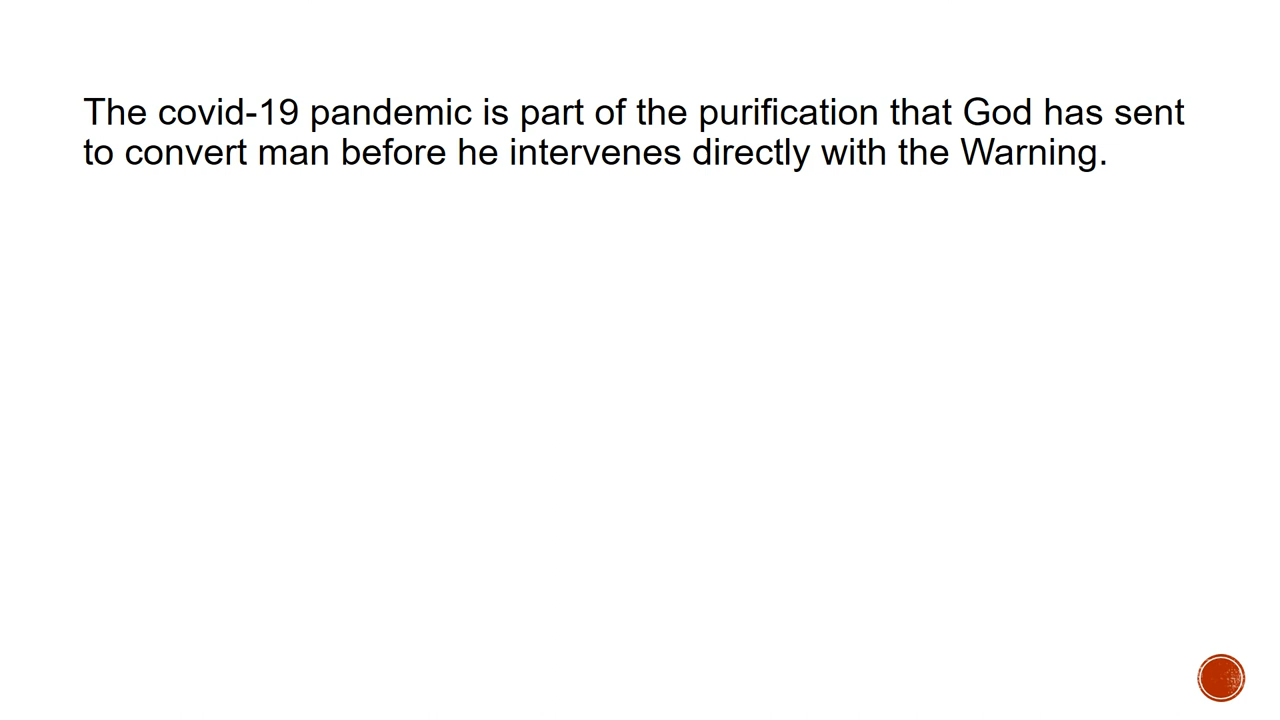 The covid-19 pandemic is part of the purification that God has sent
to convert man before he intervenes directly with the Warning.